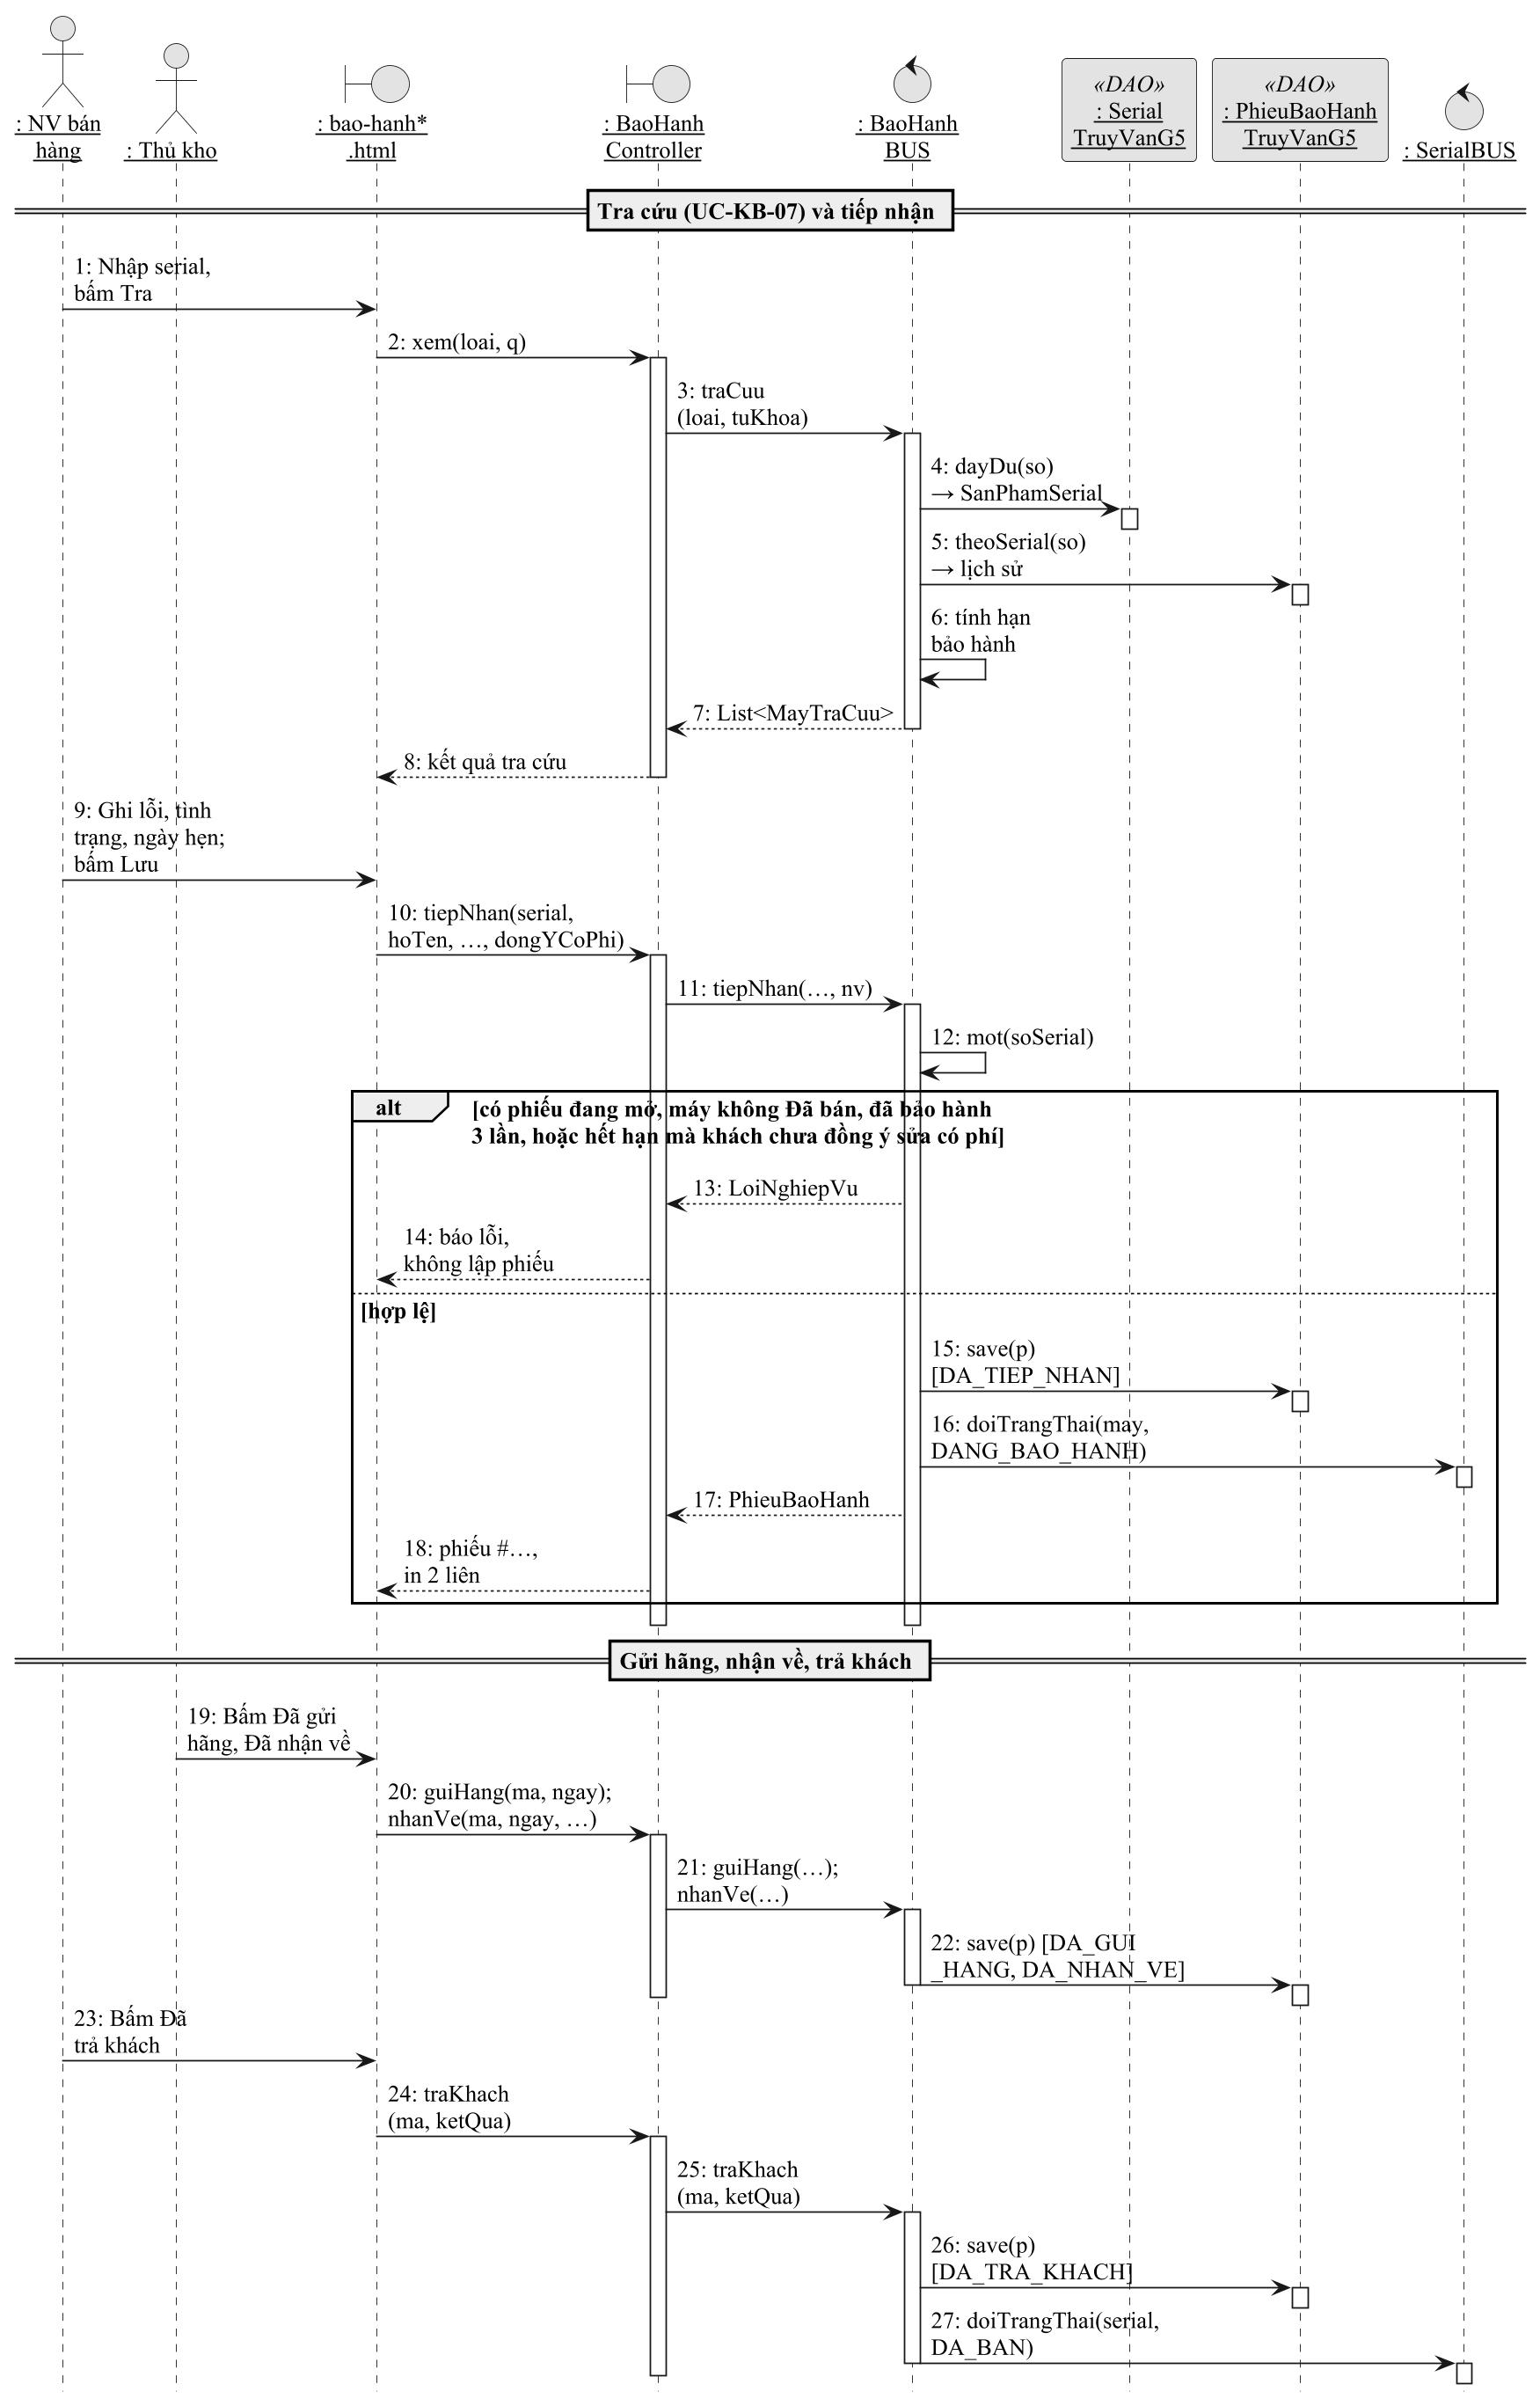 : NV bán
hàng
: Thủ kho
: bao-hanh*
.html
: BaoHanh
Controller
: BaoHanh
BUS
«DAO»
: Serial
TruyVanG5
«DAO»
: PhieuBaoHanh
TruyVanG5
: SerialBUS
Tra cứu (UC-KB-07) và tiếp nhận
1: Nhập serial,
bấm Tra
2: xem(loai, q)
3: traCuu
(loai, tuKhoa)
4: dayDu(so)
→ SanPhamSerial
5: theoSerial(so)
→ lịch sử
6: tính hạn
bảo hành
7: List<MayTraCuu>
8: kết quả tra cứu
9: Ghi lỗi, tình
trạng, ngày hẹn;
bấm Lưu
10: tiepNhan(serial,
hoTen, …, dongYCoPhi)
11: tiepNhan(…, nv)
12: mot(soSerial)
alt
[có phiếu đang mở, máy không Đã bán, đã bảo hành
3 lần, hoặc hết hạn mà khách chưa đồng ý sửa có phí]
13: LoiNghiepVu
14: báo lỗi,
không lập phiếu
[hợp lệ]
15: save(p)
[DA_TIEP_NHAN]
16: doiTrangThai(may,
DANG_BAO_HANH)
17: PhieuBaoHanh
18: phiếu #…,
in 2 liên
Gửi hãng, nhận về, trả khách
19: Bấm Đã gửi
hãng, Đã nhận về
20: guiHang(ma, ngay);
nhanVe(ma, ngay, …)
21: guiHang(…);
nhanVe(…)
22: save(p) [DA_GUI
_HANG, DA_NHAN_VE]
23: Bấm Đã
trả khách
24: traKhach
(ma, ketQua)
25: traKhach
(ma, ketQua)
26: save(p)
[DA_TRA_KHACH]
27: doiTrangThai(serial,
DA_BAN)